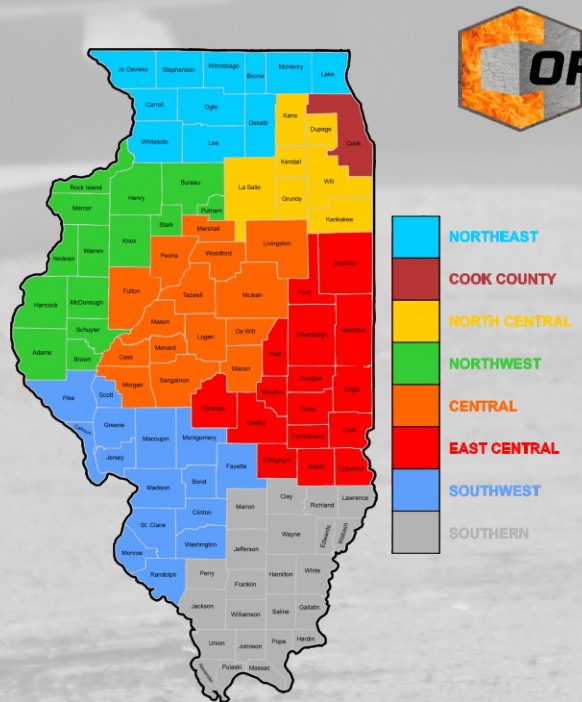 OF
Jo Daviess
Stephenson
Winnebago
Boone
McHenry
Lake
Carroll
Ogle
Dekalb
Kane
Dupage
Cook
Whiteside
Lee
Kendall
Will
Rock Island
Henry
Bureau
La Salle
Grundy
Mercer
Putnam
Kankakee
Stark
Marshall
Knox
Warren
Peoria
Woodford
Livingston
Iroquois
Ford
Fulton
Tazwell
Mclean
Hancock
McDonough
Mason
Schuyler
Logan
De Witt
Champaign
Vermilion
Adams
Brown
Cass
Menard
Piatt
Macon
Morgan
Sangamon
Douglas
Edgar
Moultrie
Pike
Scott
Christian
Coles
Shelby
Greene
Macoupin
Montgomery
Cumberland
Clark
Calhoun
Jersey
Fayette
Effingham
Jasper
Crawford
Madison
Bond
Clay
Richland
Lawrence
Marion
St. Claire
Clinton
Wayne
Edwards
Wabash
Washington
Jefferson
Monroe
Randolph
Perry
Hamilton
White
Franklin
Jackson
Williamson
Saline
Gallatin
Union
Johnson
Pope
Hardin
Alexander
Pulaski
Massac
NORTHEAST
COOK COUNTY
NORTH CENTRAL
NORTHWEST
CENTRAL
EAST CENTRAL
SOUTHWEST
SOUTHERN